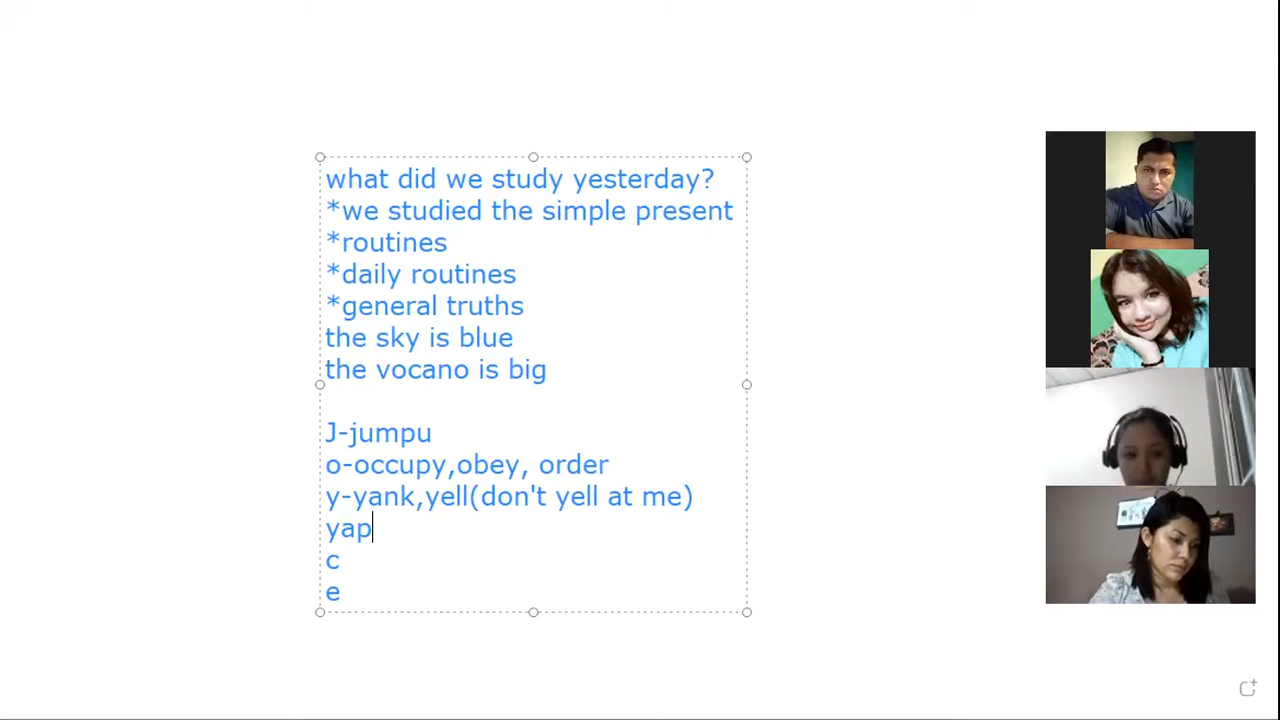 what did we study yesterday?
*we studied the simple present
*routines
*daily routines
*general truths
the sky is blue
the vocano is big
J-jumpu
o-occupy,obey, order
y-yank,yell(don't yell at me)
yap
c
e